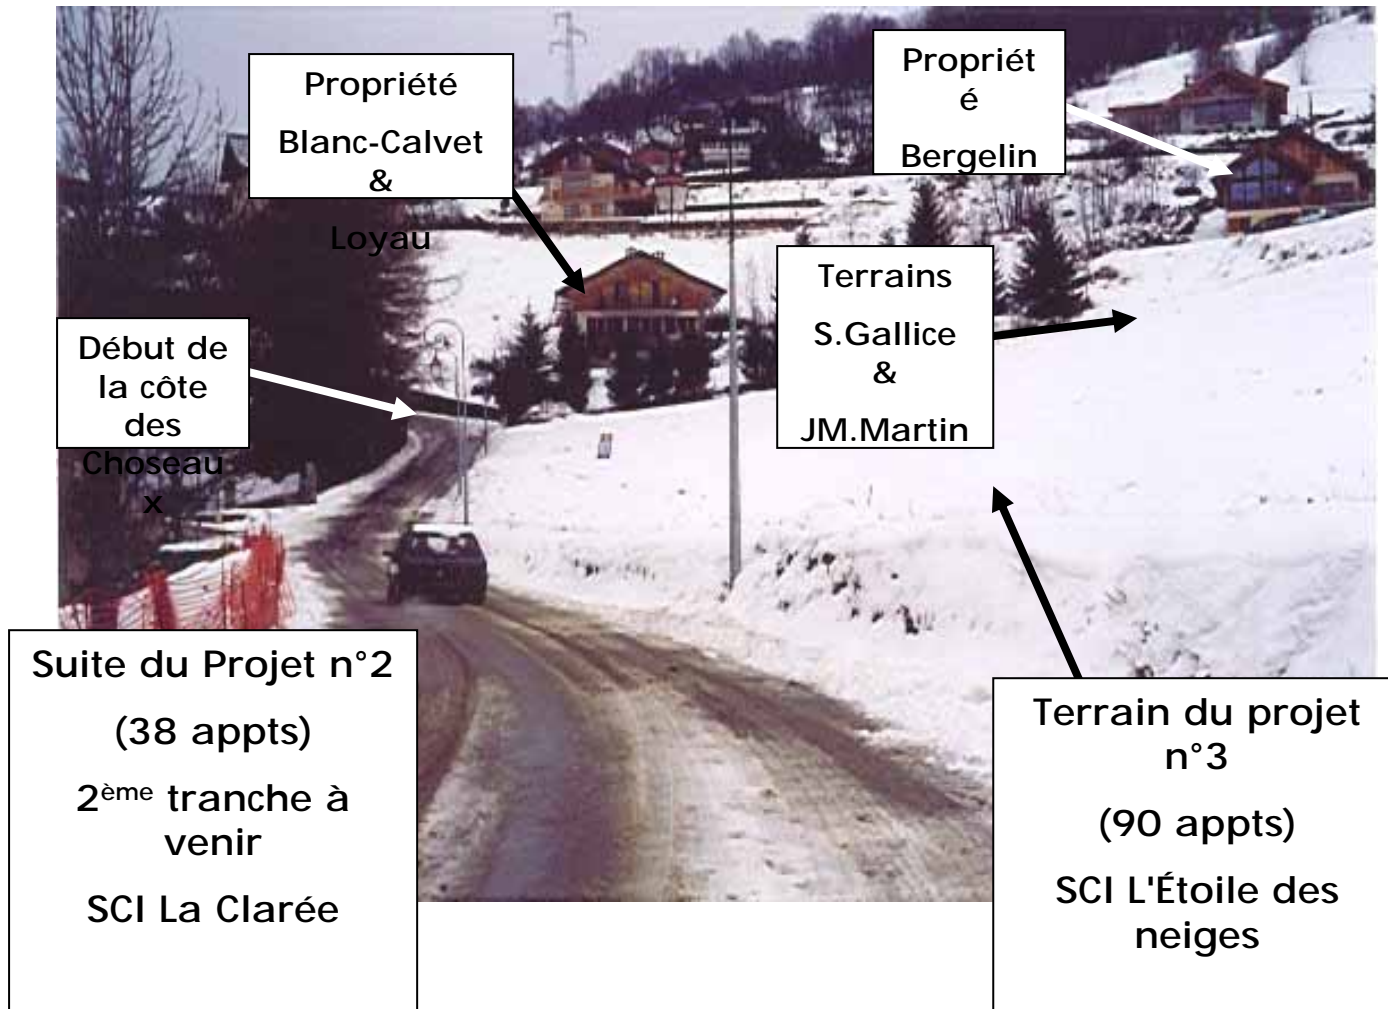 Propriété
Blanc-Calvet
&
Loyau
Propriét
é
Bergelin
Terrains
S.Gallice
&
JM.Martin
Début de
la côte
des
Choseau
x
Suite du Projet n°2
(38 appts)
2ème tranche à
venir
SCI La Clarée
Terrain du projet
n°3
(90 appts)
SCI L'Étoile des
neiges